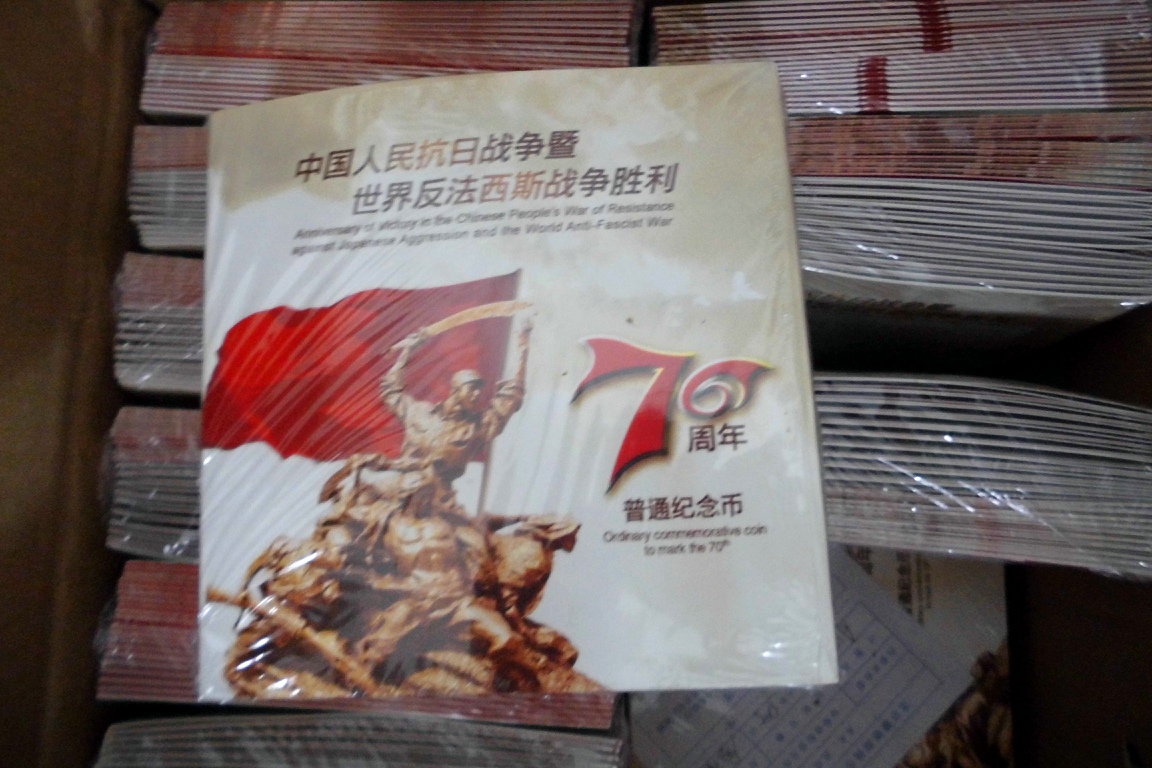 中国人民抗日战争暨
世界反法西斯战争胜利
Anniversary of victory in the Chinese People's War of Resistance
against Japanese Aggression and the World Anti-Fascist War
70
周年
普通纪念币
Ordinary commemorative coin
to mark the 70th